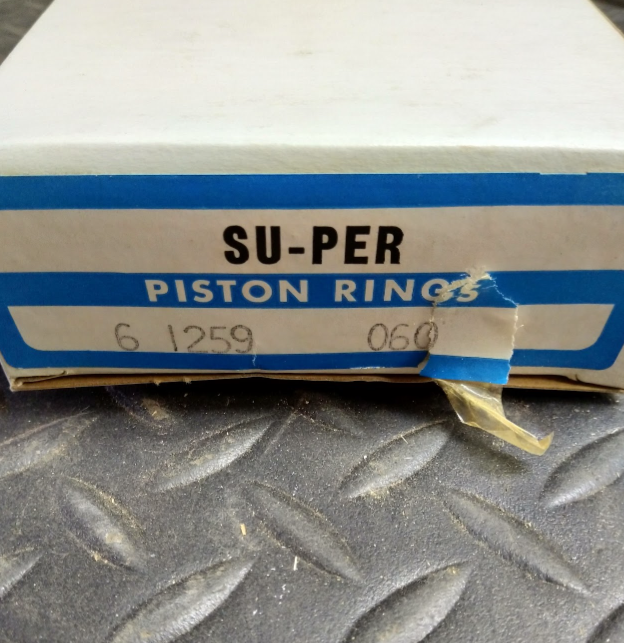 SU-PER
PISTON RINGS
6 1259 060